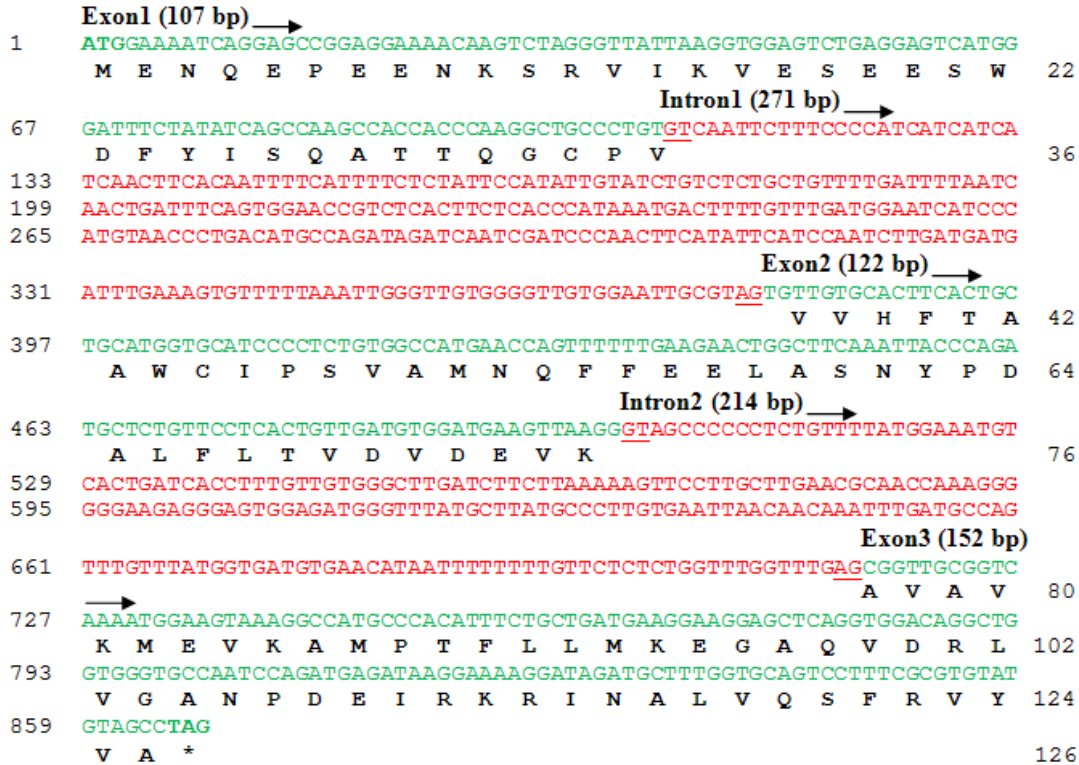 Exon1 (107 bp)
1 ATGGAAAATCAGGAGCCGGAGGAAAACAAGTCTAGGGTTATTAAGGTGGAGTCTGAGGAGTCATGG
M E N Q E P E E N K S R V I K V E S E E S W 22
Intron1 (271 bp)
67 GATTTCTATATCAGCCAAGCCACCACCCAAGGCTGCCCTGTGTCAATTCTTTCCCCATCATCATCA
D F Y I S Q A T T Q G C P V 36
133 TCAACTTCACAATTTTCATTTTCTCTATTCCATATTGTATCTGTCTCTGCTGTTTTGATTTTAATC
199 AACTGATTTCAGTGGAACCGTCTCACTTCTCACCCATAAATGACTTTTGTTTGATGGAATCATCCC
265 ATGTAACCCTGACATGCCAGATAGATCAATCGATCCCAACTTCATATTCATCCAATCTTGATGATG
Exon2 (122 bp)
331 ATTTGAAAGTGTTTTTAAATTGGGTTGTGGGGTTGTGGAATTGCGTAGTGTTGTGCACTTCACTGC
V V H F T A 42
397 TGCATGGTGCATCCCCTCTGTGGCCATGAACCAGTTTTTTGAAGAACTGGCTTCAAATTACCCAGA
A W C I P S V A M N Q F F E E L A S N Y P D 64
Intron2 (214 bp)
463 TGCTCTGTTCCTCACTGTTGATGTGGATGAAGTTAAGGGTAGCCCCCCTCTGTTTTATGGAAATGT
A L F L T V D V D E V K 76
529 CACTGATCACCTTTGTTGTGGGCTTGATCTTCTTAAAAAGTTCCTTGCTTGAACGCAACCAAAGGG
595 GGGAAGAGGGAGTGGAGATGGGTTTATGCTTATGCCCTTGTGAATTAACAACAAATTTGATGCCAG
Exon3 (152 bp)
661 TTTGTTTATGGTGATGTGAACATAATTTTTTTTGTTCTCTCTGGTTTGGTTTGAGCGGTTGCGGTC
A V A V 80
727 AAAATGGAAGTAAAGGCCATGCCCACATTTCTGCTGATGAAGGAAGGAGCTCAGGTGGACAGGCTG
K M E V K A M P T F L L M K E G A Q V D R L 102
793 GTGGGTGCCAATCCAGATGAGATAAGGAAAAGGATAGATGCTTTGGTGCAGTCCTTTCGCGTGTAT
V G A N P D E I R K R I N A L V Q S F R V Y 124
859 GTAGCCTAG
V A * 126